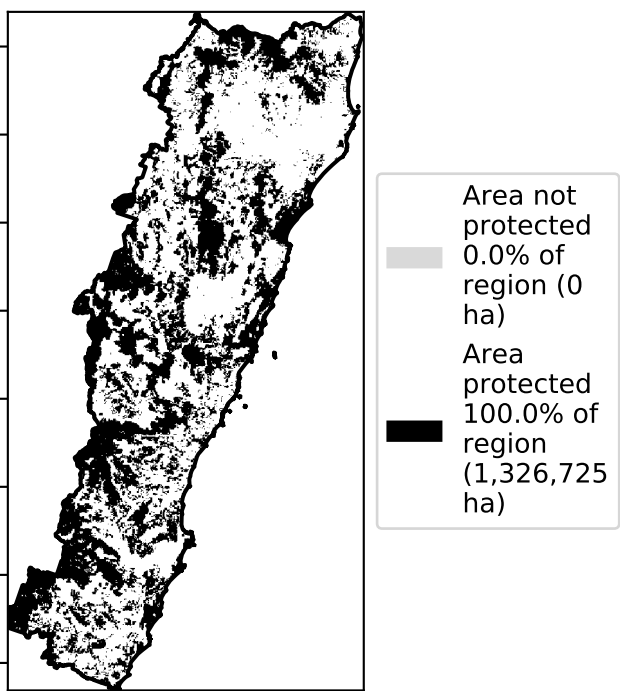 Area not
protected
0.0% of
region (0
ha)
Area
protected
100.0% of
region
(1,326,725
ha)